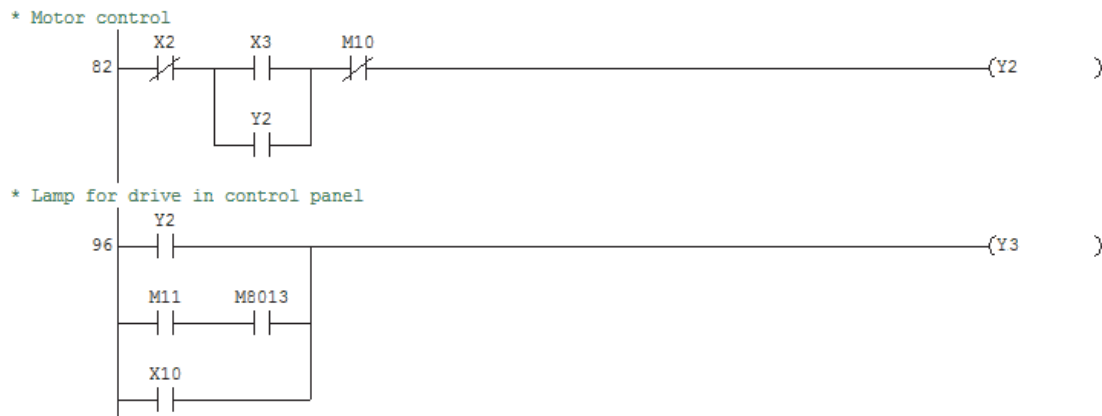 * Motor control
X2 X3 M10
82 (Y2 )
Y2
* Lamp for drive in control panel
Y2
96 (Y3 )
M11 M8013
X10